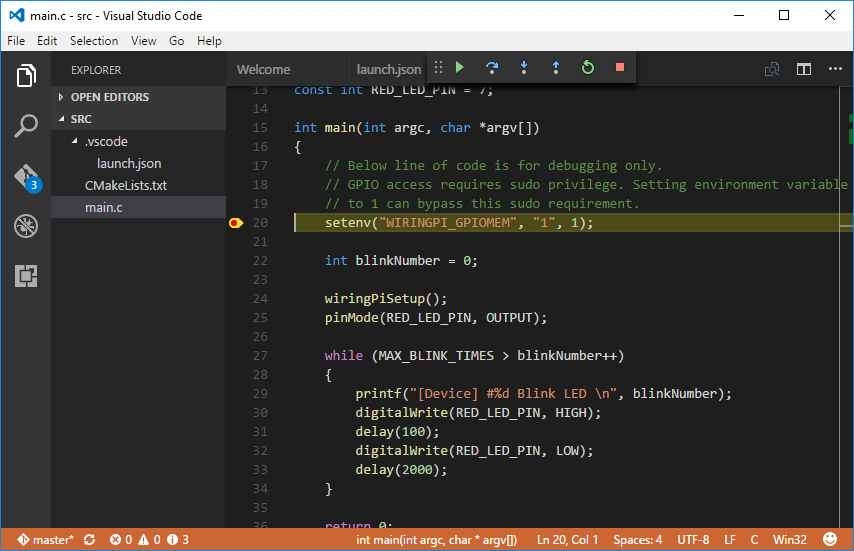 main.c - src - Visual Studio Code
File Edit Selection View Go Help
EXPLORER
OPEN EDITORS
SRC
.vscode
launch.json
CMakeLists.txt
main.c
3
Welcome launch.json
13 const int RED_LED_PIN = 7;
14
15 int main(int argc, char *argv[])
16 {
17 // Below line of code is for debugging only.
18 // GPIO access requires sudo privilege. Setting environment variable
19 // to 1 can bypass this sudo requirement.
20 setenv("WIRINGPI_GPIOMEM", "1", 1);
21
22 int blinkNumber = 0;
23
24 wiringPiSetup();
25 pinMode(RED_LED_PIN, OUTPUT);
26
27 while (MAX_BLINK_TIMES > blinkNumber++)
28 {
29 printf("[Device] #%d Blink LED \n", blinkNumber);
30 digitalWrite(RED_LED_PIN, HIGH);
31 delay(100);
32 digitalWrite(RED_LED_PIN, LOW);
33 delay(2000);
34 }
35
36 return 0;
master* 0 0 3 int main(int argc, char * argv[]) Ln 20, Col 1 Spaces: 4 UTF-8 LF C Win32